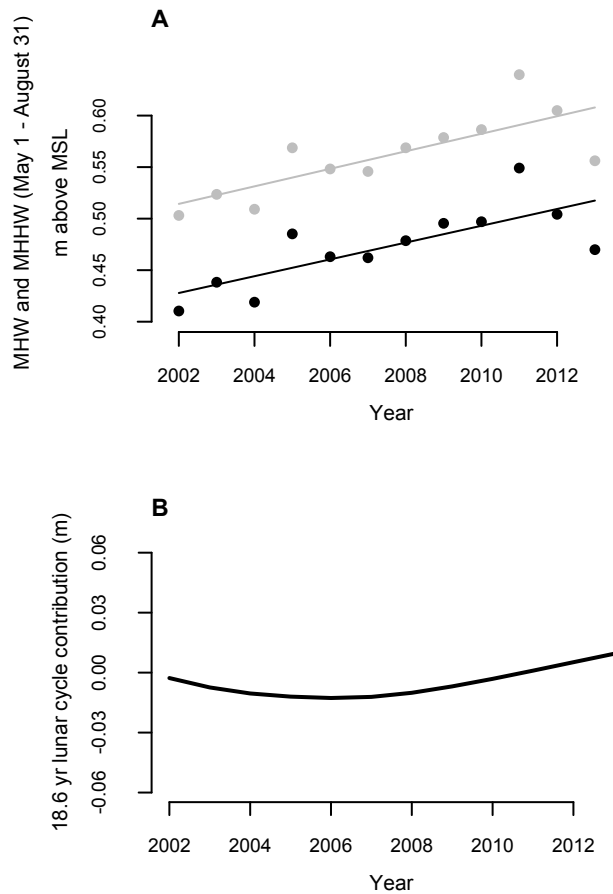 A
MHW and MHHW (May 1 - August 31)
m above MSL
0.60
0.55
0.50
0.45
0.40
2002 2004 2006 2008 2010 2012
Year
B
18.6 yr lunar cycle contribution (m)
0.06
0.03
0.00
-0.03
-0.06
2002 2004 2006 2008 2010 2012
Year